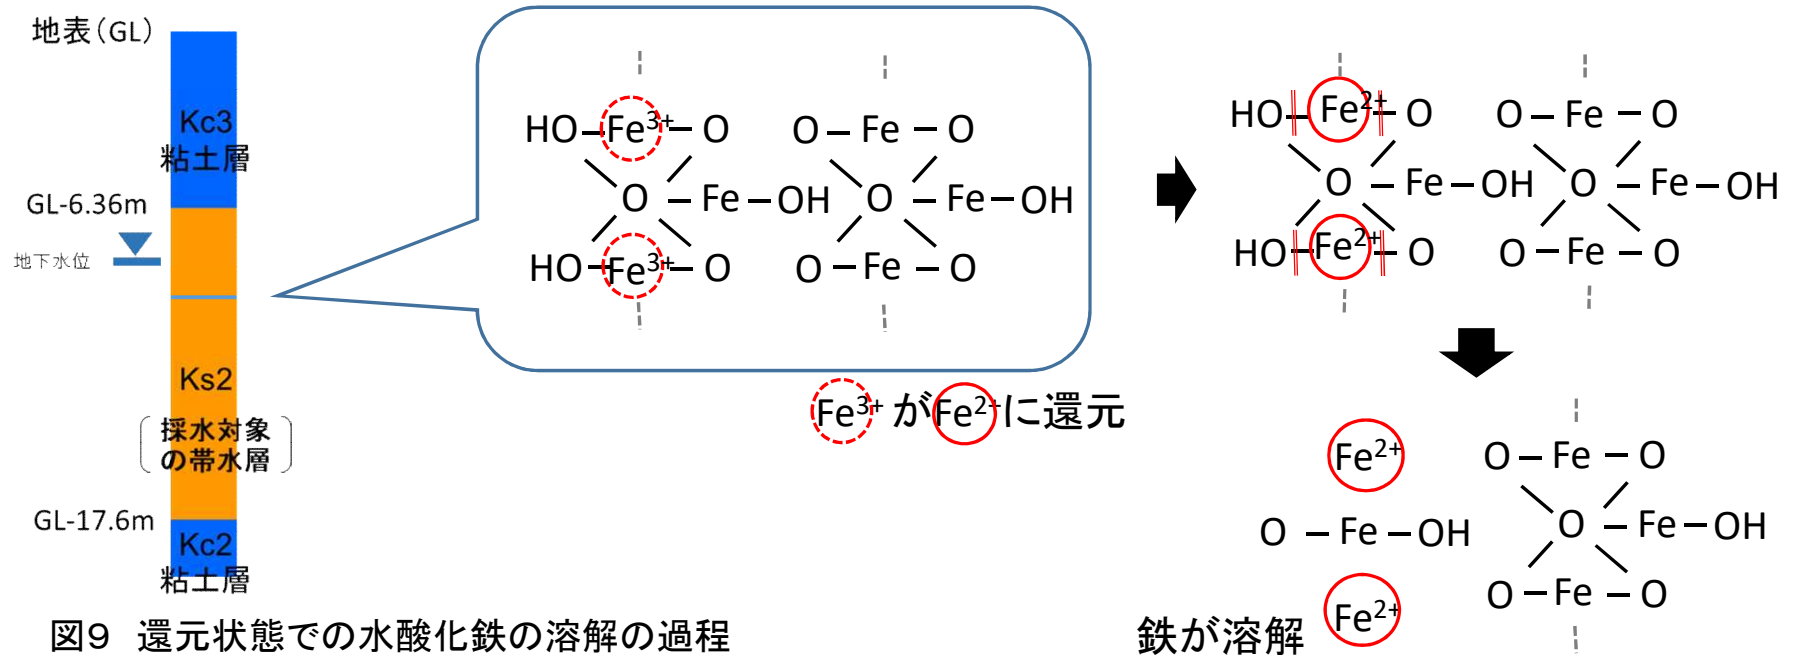 地表（GL）
Kc3
粘土層
GL-6.36m
地下水位
Ks2
採水対象
の帯水層
GL-17.6m
Kc2
粘土層
HO Fe3+ O O Fe O
O Fe OH O Fe OH
HO Fe3+ O O Fe O
Fe3+ がFe2+に還元
HO Fe2+ O O Fe O
O Fe OH O Fe OH
HO Fe2+ O O Fe O
Fe2+ O Fe O
O Fe OH O Fe OH
Fe2+ O Fe O
鉄が溶解
図９ 還元状態での水酸化鉄の溶解の過程